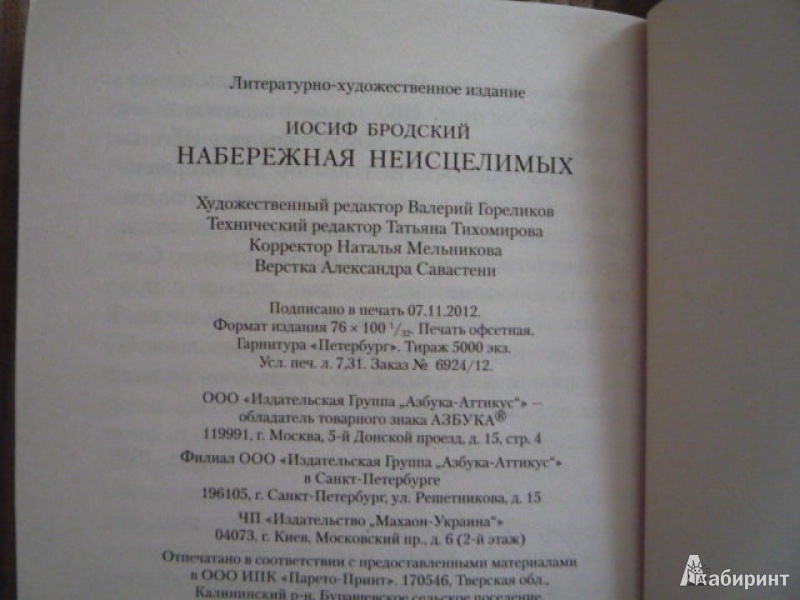 Литературно-художественное издание
ИОСИФ БРОДСКИЙ
НАБЕРЕЖНАЯ НЕИСЦЕЛИМЫХ
Художественный редактор Валерий Гореликов
Технический редактор Татьяна Тихомирова
Корректор Наталья Мельникова
Верстка Александра Савастени
Подписано в печать 07.11.2012.
Формат издания 76 × 100 1/32. Печать офсетная.
Гарнитура «Петербург». Тираж 5000 экз.
Усл. печ. л. 7,31. Заказ № 6924/12.
ООО «Издательская Группа „Азбука-Аттикус“» —
обладатель товарного знака АЗБУКА®
119991, г. Москва, 5-й Донской проезд, д. 15, стр. 4
Филиал ООО «Издательская Группа „Азбука-Аттикус“»
в Санкт-Петербурге
196105, г. Санкт-Петербург, ул. Решетникова, д. 15
ЧП «Издательство „Махаон-Украина“»
04073, г. Киев, Московский пр., д. 6 (2-й этаж)
Отпечатано в соответствии с предоставленными материалами
в ООО ИПК «Парето-Принт». 170546, Тверская обл.,
Калининский р-н, Бурашевское сельское поселение,
Лабиринт